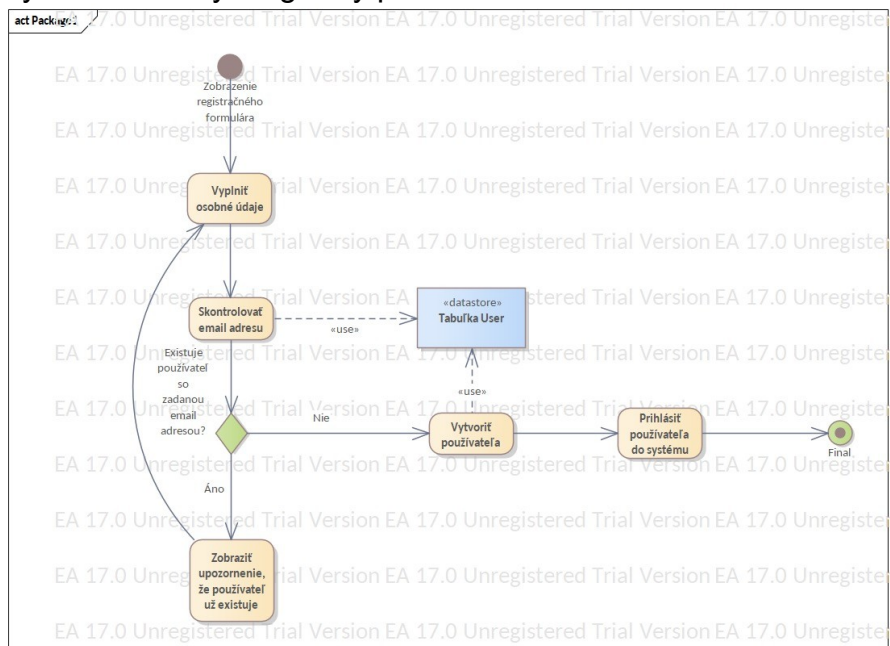 act Package1
EA 17.0 Unregistered Trial Version EA 17.0 Unregistered Trial Version EA 17.0 Unregiste
Zobrazenie
registračného
formulára
Vyplniť
osobné údaje
Skontrolovať
email adresu
«use»
«datastore»
Tabuľka User
Existuje
používateľ
so
zadanou
email
adresou?
«use»
Nie
Vytvoriť
používateľa
Prihlásiť
používateľa
do systému
Final
Áno
Zobraziť
upozornenie,
že používateľ
už existuje